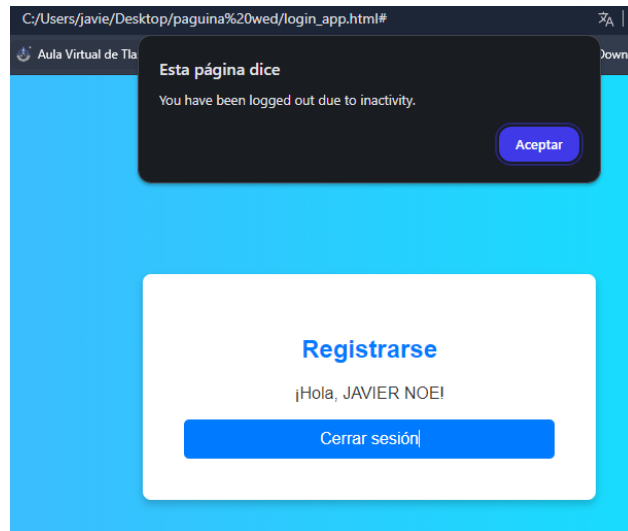 C:/Users/javie/Desktop/paguina%20wed/login_app.html#
Aula Virtual de Tla
Down
Esta página dice
You have been logged out due to inactivity.
Aceptar
Registrarse
¡Hola, JAVIER NOE!
Cerrar sesión